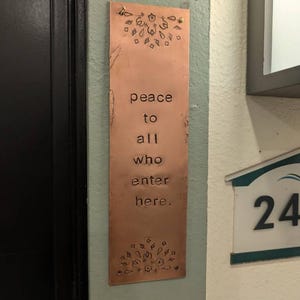 peace
to
all
who
enter
here.
24